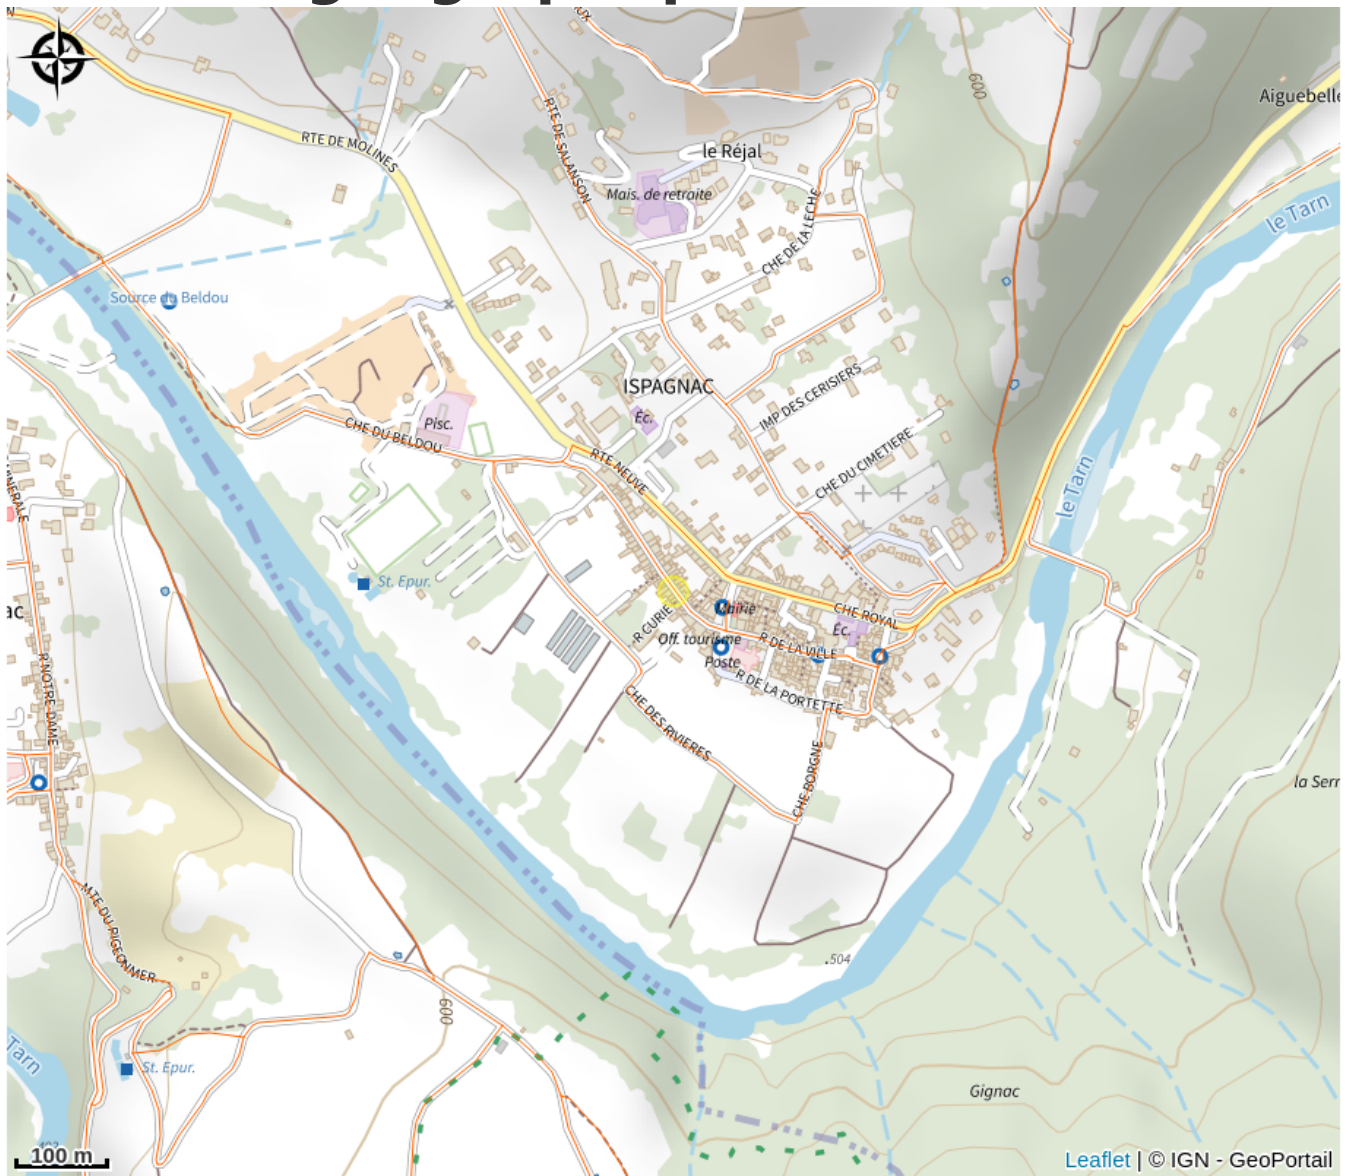 RTE DE MOLINES
RTE DE SALANSON
600
Aiguebelle
le Réjal
Mais. de retraite
CHE DE LA LECHE
le Tarn
Source du Beldou
ISPAGNAC
Éc.
IMP DES CERISIERS
Pisc.
CHE DU BELDOU
RTE NEUVE
CHE DU CIMETIERE
le Tarn
St. Epur.
Mairie
CHE ROYAL
R CURIE
Off. tourisme
R DE LA VILLE
Éc.
Poste
R DE LA PORTETTE
R NOTRE-DAME
CHE DES RIVIERES
CHE BORGNE
la Serr
MTE DU PIGEONNIER
.504
600
Tarn
St. Epur.
Gignac
100 m
Leaflet | © IGN - GeoPortail